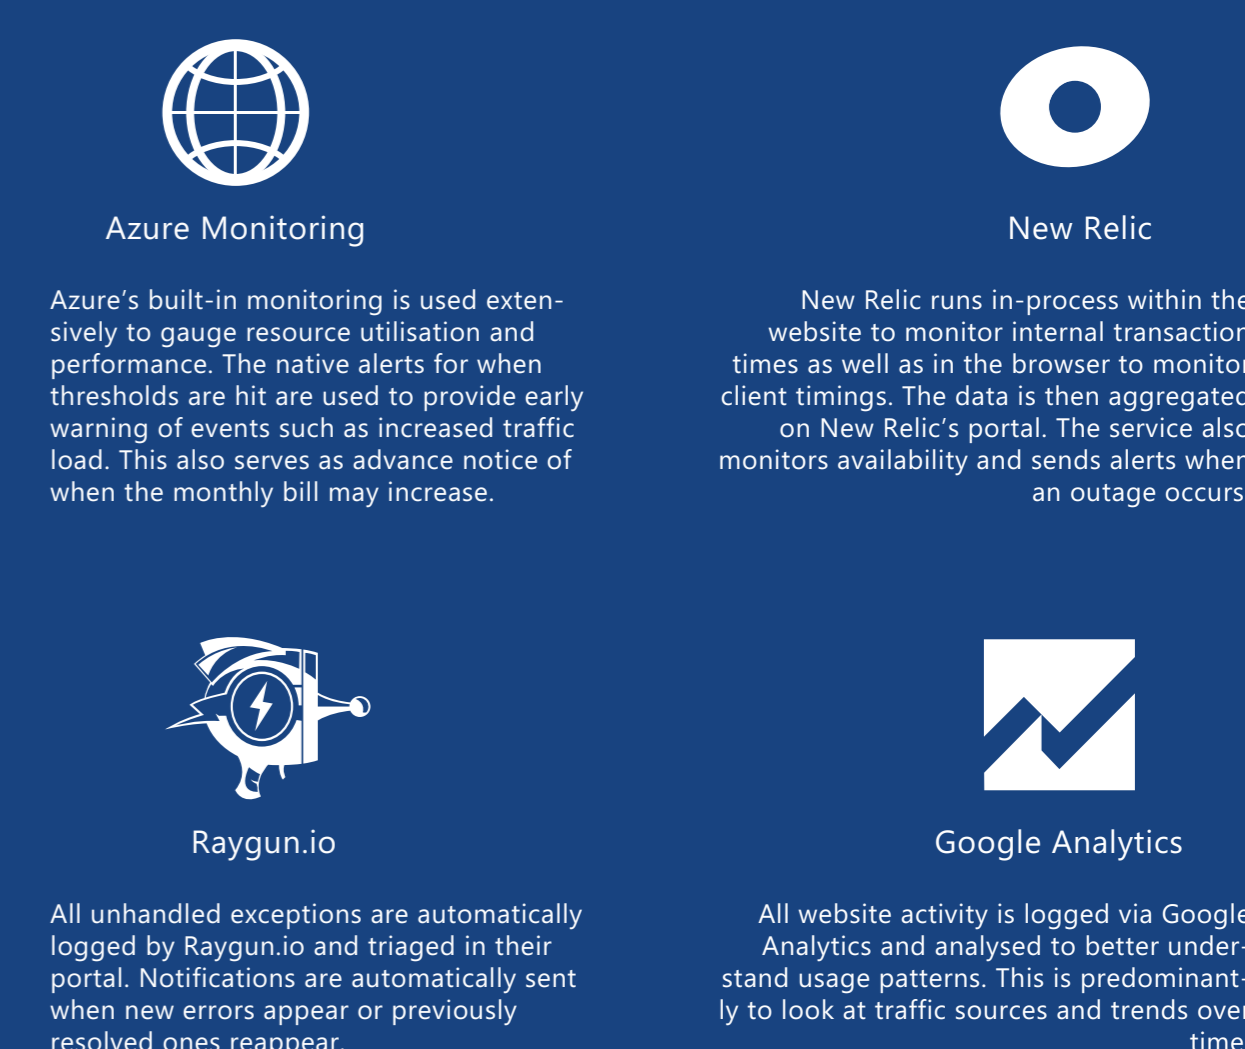 Azure Monitoring
Azure’s built-in monitoring is used exten-
sively to gauge resource utilisation and
performance. The native alerts for when
thresholds are hit are used to provide early
warning of events such as increased traffic
load. This also serves as advance notice of
when the monthly bill may increase.
New Relic
New Relic runs in-process within the
website to monitor internal transaction
times as well as in the browser to monitor
client timings. The data is then aggregated
on New Relic’s portal. The service also
monitors availability and sends alerts when
an outage occurs
Raygun.io
All unhandled exceptions are automatically
logged by Raygun.io and triaged in their
portal. Notifications are automatically sent
when new errors appear or previously
resolved ones reappear.
Google Analytics
All website activity is logged via Google
Analytics and analysed to better under-
stand usage patterns. This is predominant-
ly to look at traffic sources and trends over
time